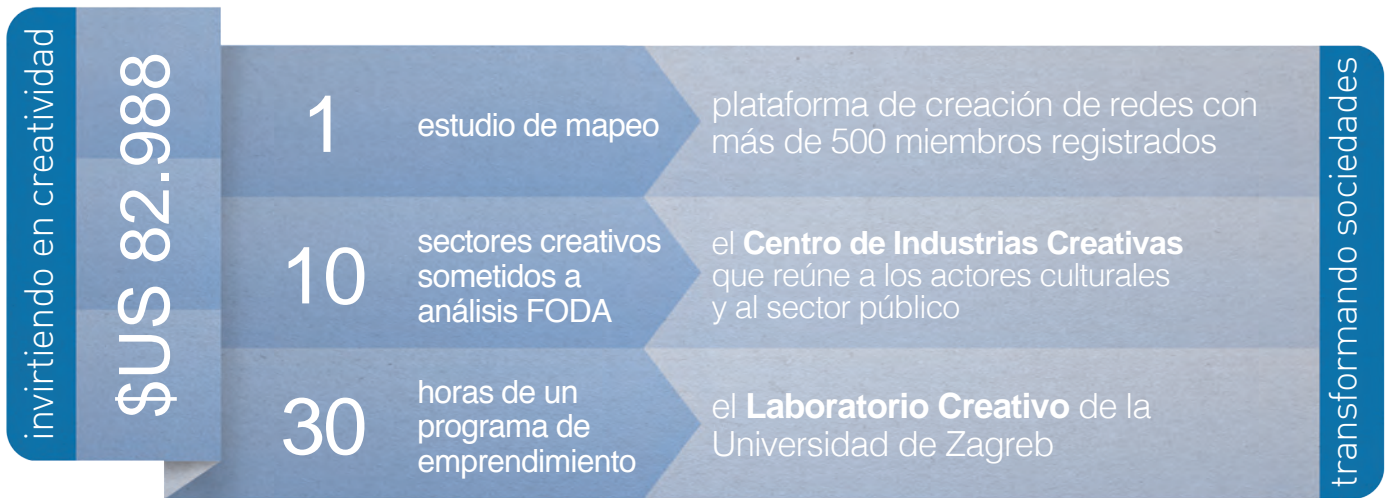 invirtiendo en creatividad
$US 82.988
1
estudio de mapeo
plataforma de creación de redes con
más de 500 miembros registrados
10
sectores creativos
sometidos a
análisis FODA
el Centro de Industrias Creativas
que reúne a los actores culturales
y al sector público
30
horas de un
programa de
emprendimiento
el Laboratorio Creativo de la
Universidad de Zagreb
transformando sociedades